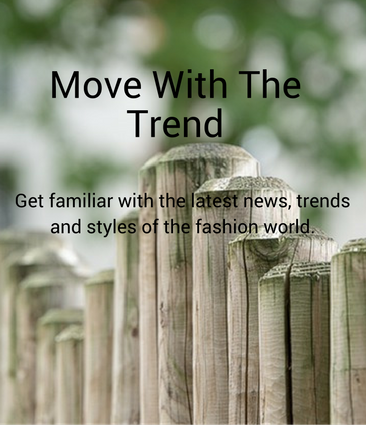 Move With The
Trend
Get familiar with the latest news, trends
and styles of the fashion world.